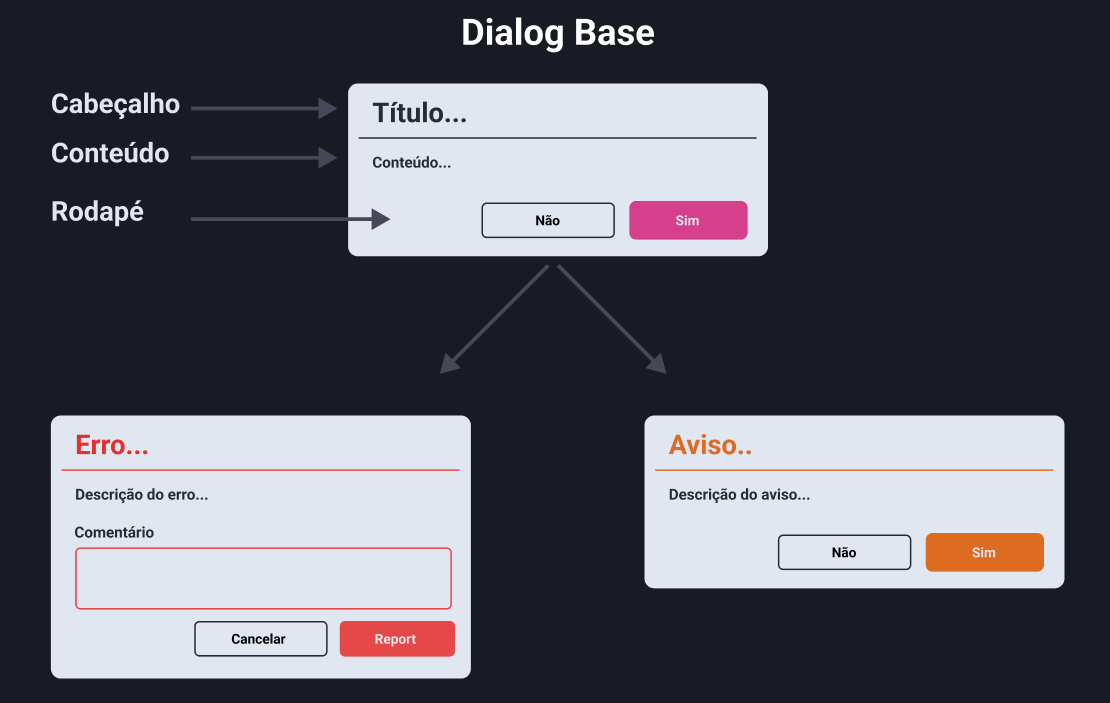 Dialog Base
Cabeçalho
Título...
Conteúdo
Conteúdo...
Rodapé
Não
Sim
Erro...
Descrição do erro...
Comentário
Cancelar
Report
Aviso..
Descrição do aviso...
Não
Sim